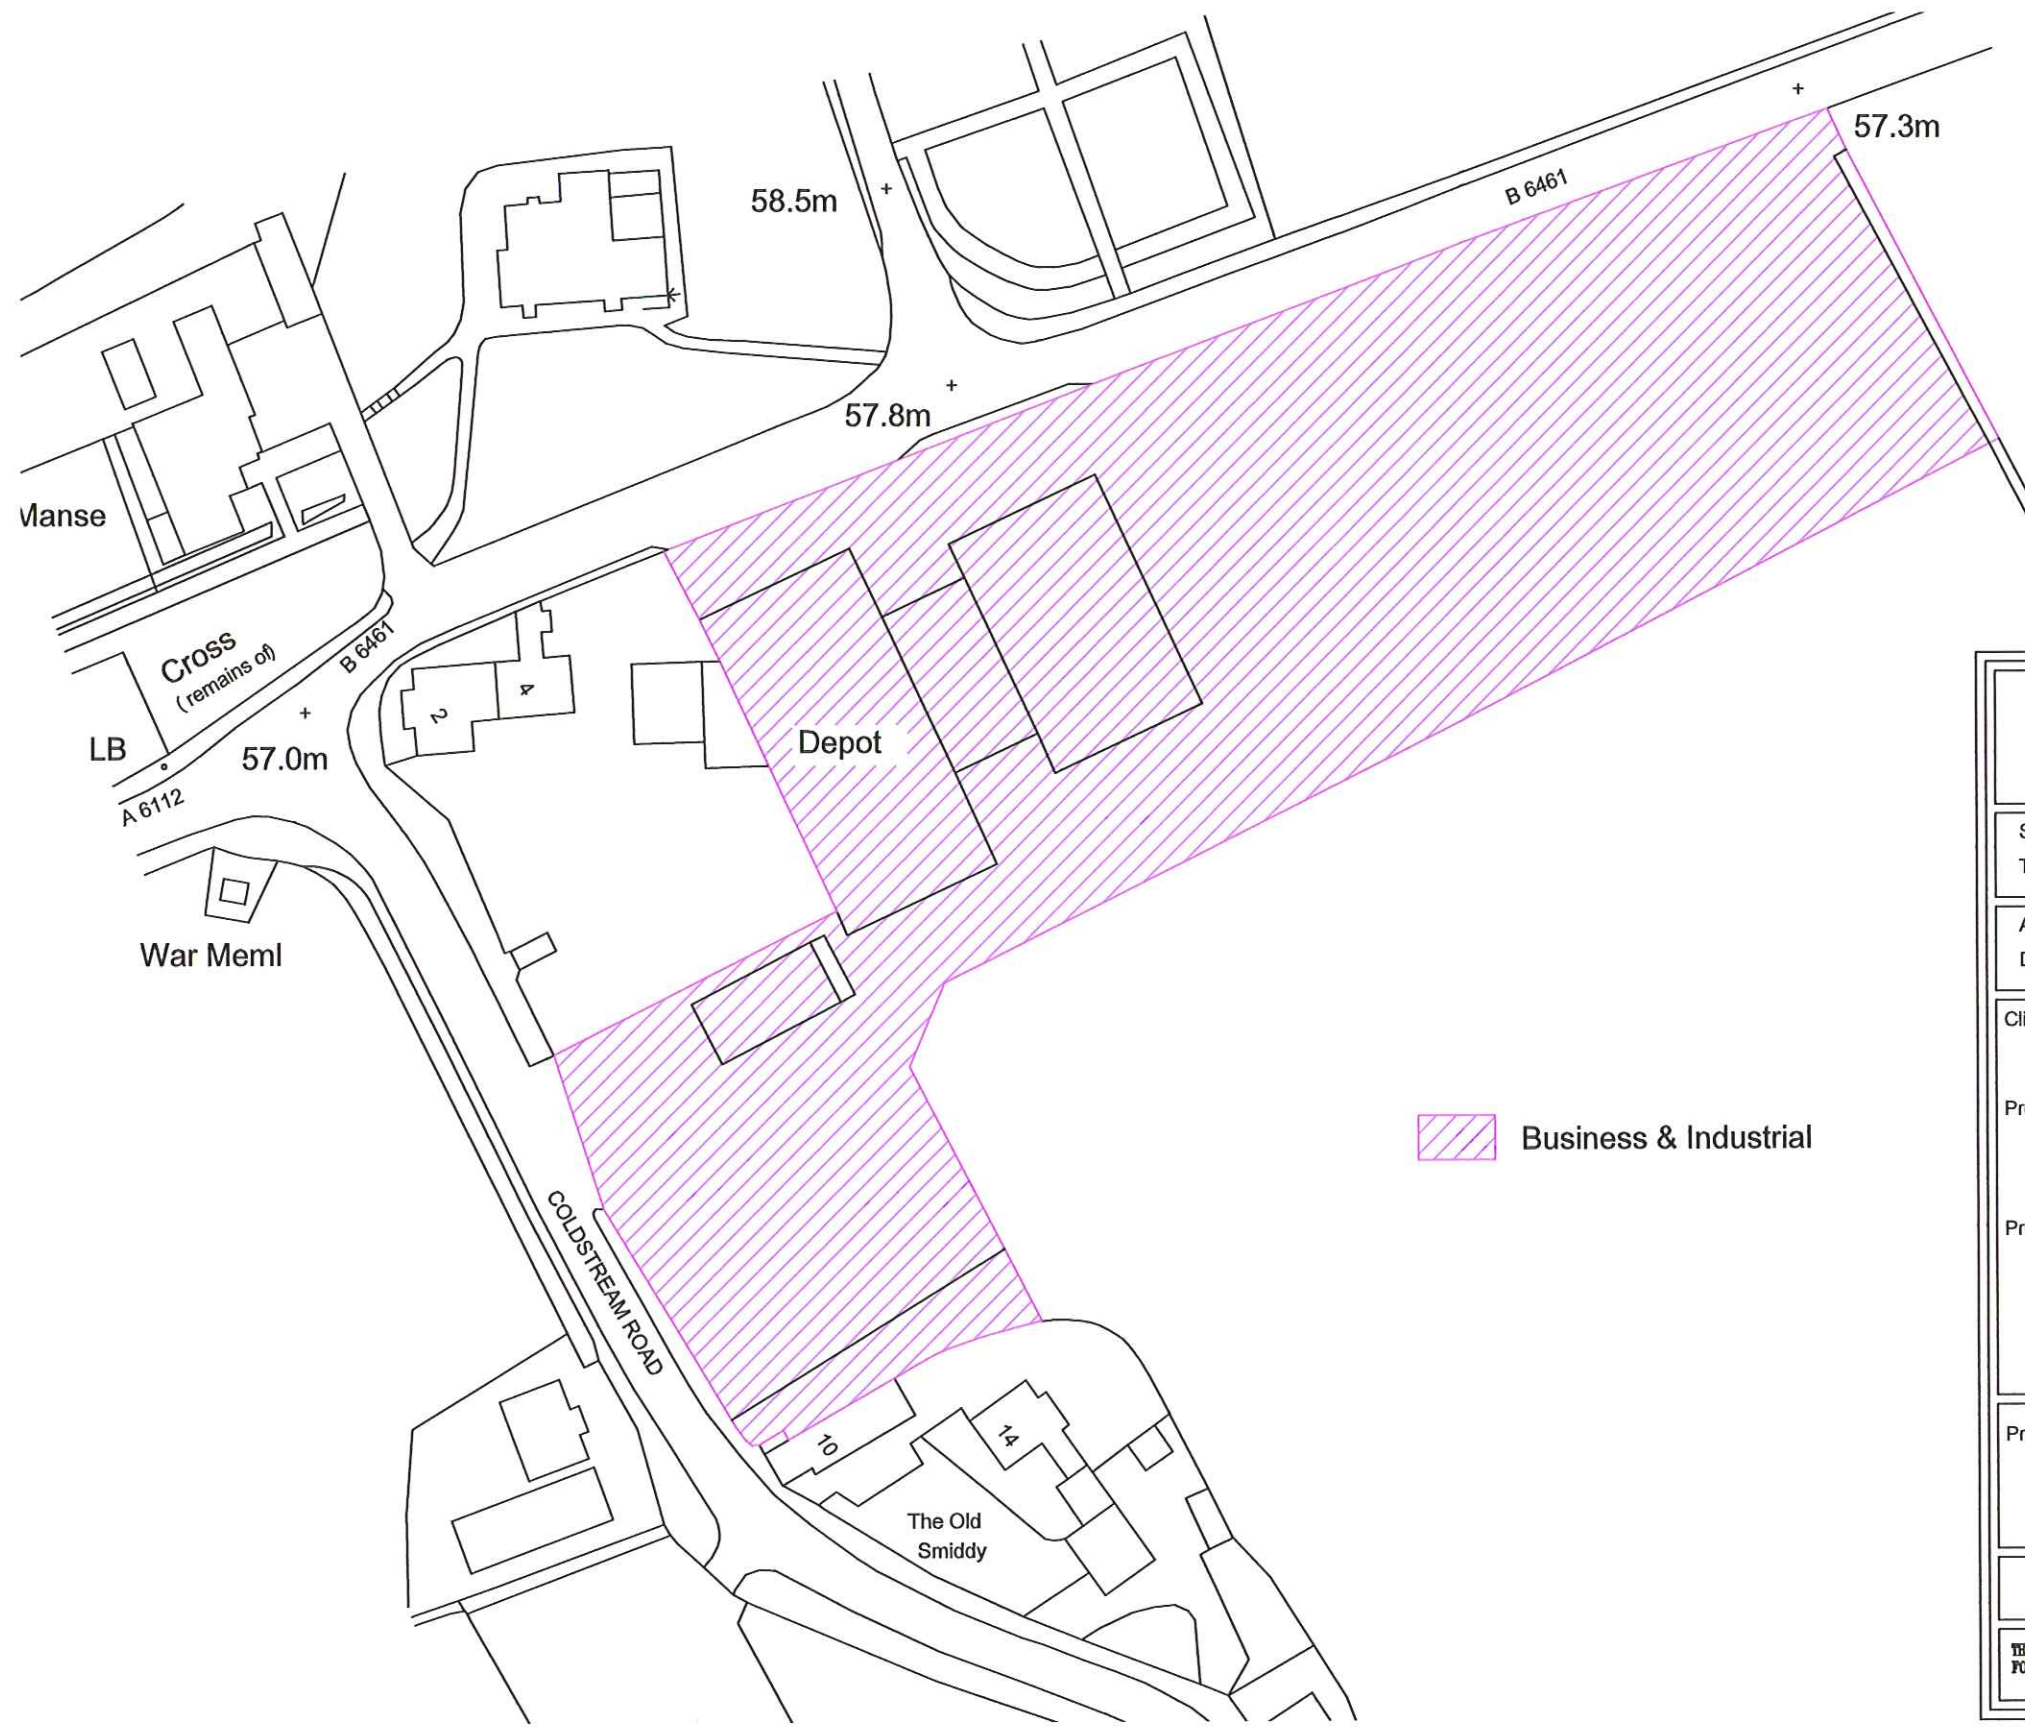 57.3m
B 6461
58.5m
57.8m
Manse
Cross
(remains of)
B 6461
4
2
LB
57.0m
A 6112
Depot
War Meml
Business & Industrial
COLDSTREAM ROAD
10
14
The Old
Smiddy